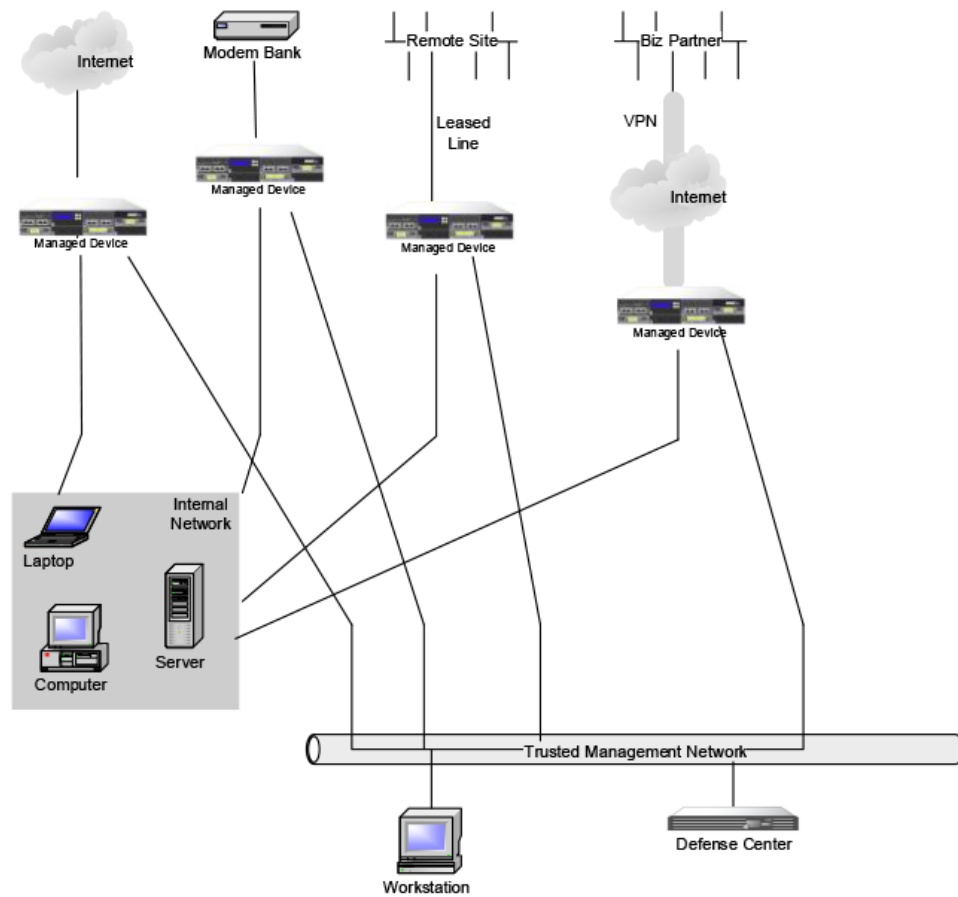 Internet
Modem Bank
Remote Site
Biz Partner
Leased
Line
VPN
Internet
Managed Device
Managed Device
Managed Device
Managed Device
Internal
Network
Laptop
Server
Computer
Trusted Management Network
Defense Center
Workstation